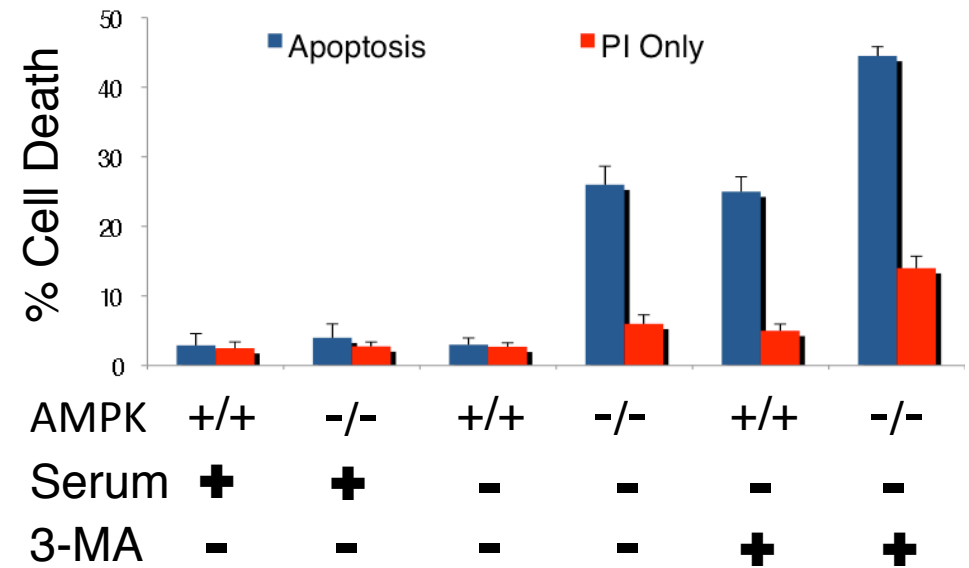 % Cell Death
50
Apoptosis PI Only
40
30
20
10
0
AMPK +/+ -/- +/+ -/- +/+ -/-
Serum + + - - - -
3-MA - - - - + +